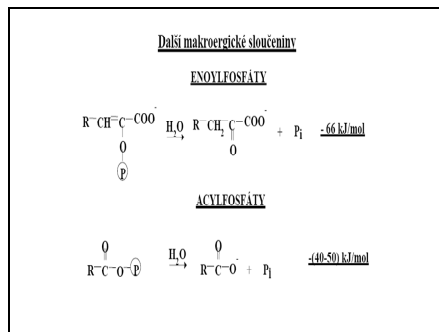 Další makroergické sloučeniny
ENOYLFOSFÁTY
R–CH=C–COO⁻ H₂O R–CH₂ C–COO⁻ + Pi - 66 kJ/mol
O O
P
ACYLFOSFÁTY
O O
R–C–O–P H₂O R–C–O⁻ + Pi -(40-50) kJ/mol